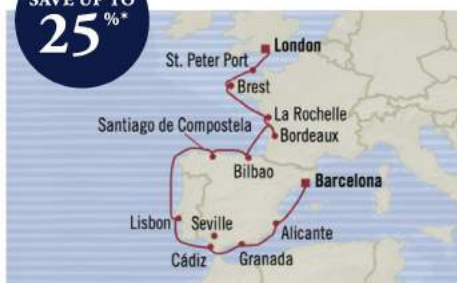 SAVE UP TO
25%*
London
St. Peter Port
Brest
La Rochelle
Santiago de Compostela
Bordeaux
Bilbao
Barcelona
Lisbon
Seville
Alicante
Cádiz
Granada